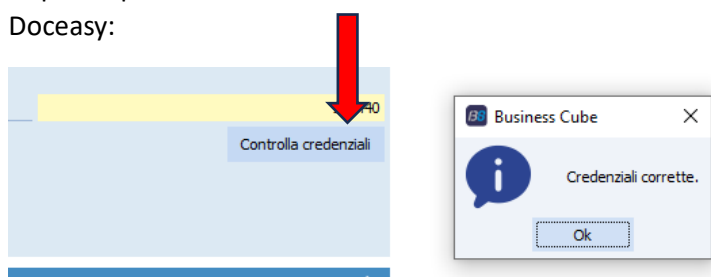 Doceasy:
Controlla credenziali
Business Cube
Credenziali corrette.
Ok